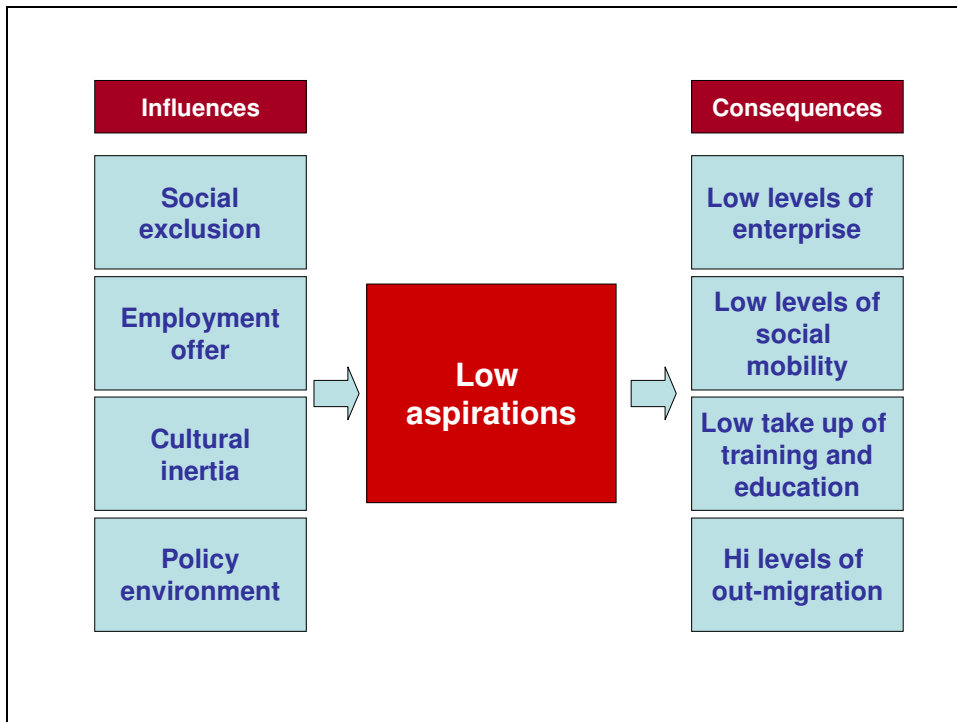 Influences
Social
exclusion
Employment
offer
Cultural
inertia
Policy
environment
Low
aspirations
Consequences
Low levels of
enterprise
Low levels of
social
mobility
Low take up of
training and
education
Hi levels of
out-migration